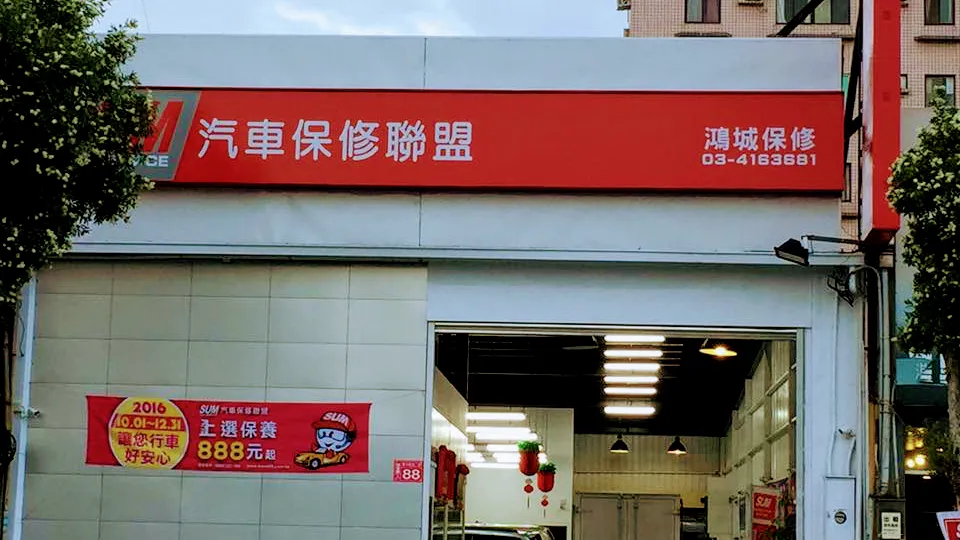 汽車保修聯盟
鴻城保修
03-4163681
2016
10.01~12.31
讓您行車
好安心
SUM 汽車保修聯盟
上選保養
888元起
SUM
88